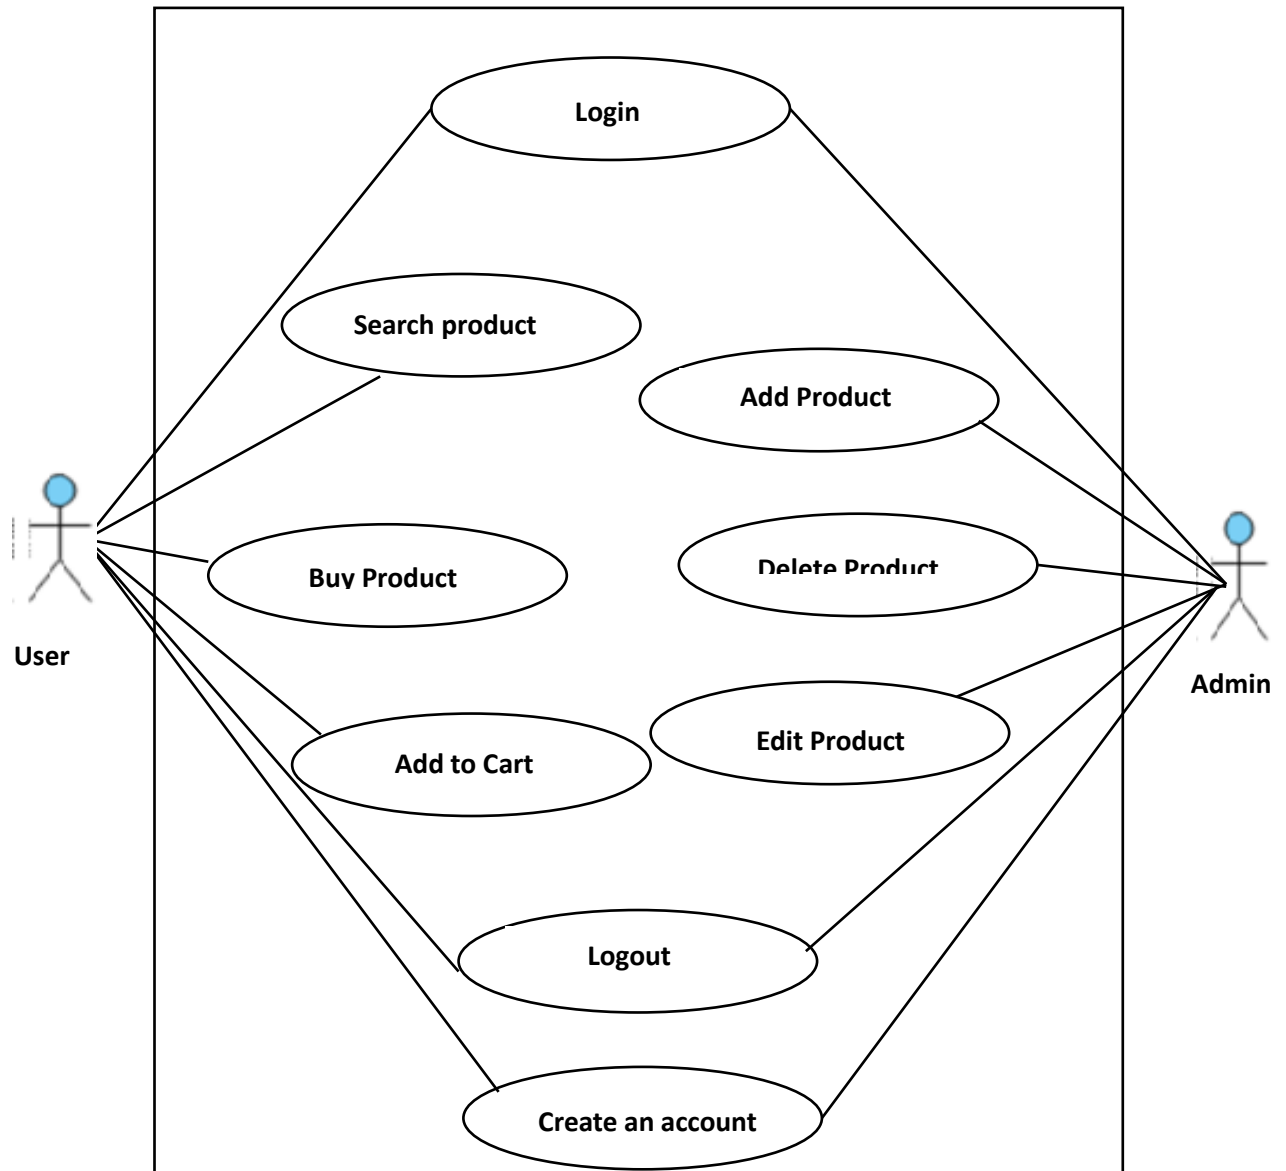 Login
Search product
Add Product
Buy Product
Delete Product
User
Admin
Edit Product
Add to Cart
Logout
Create an account